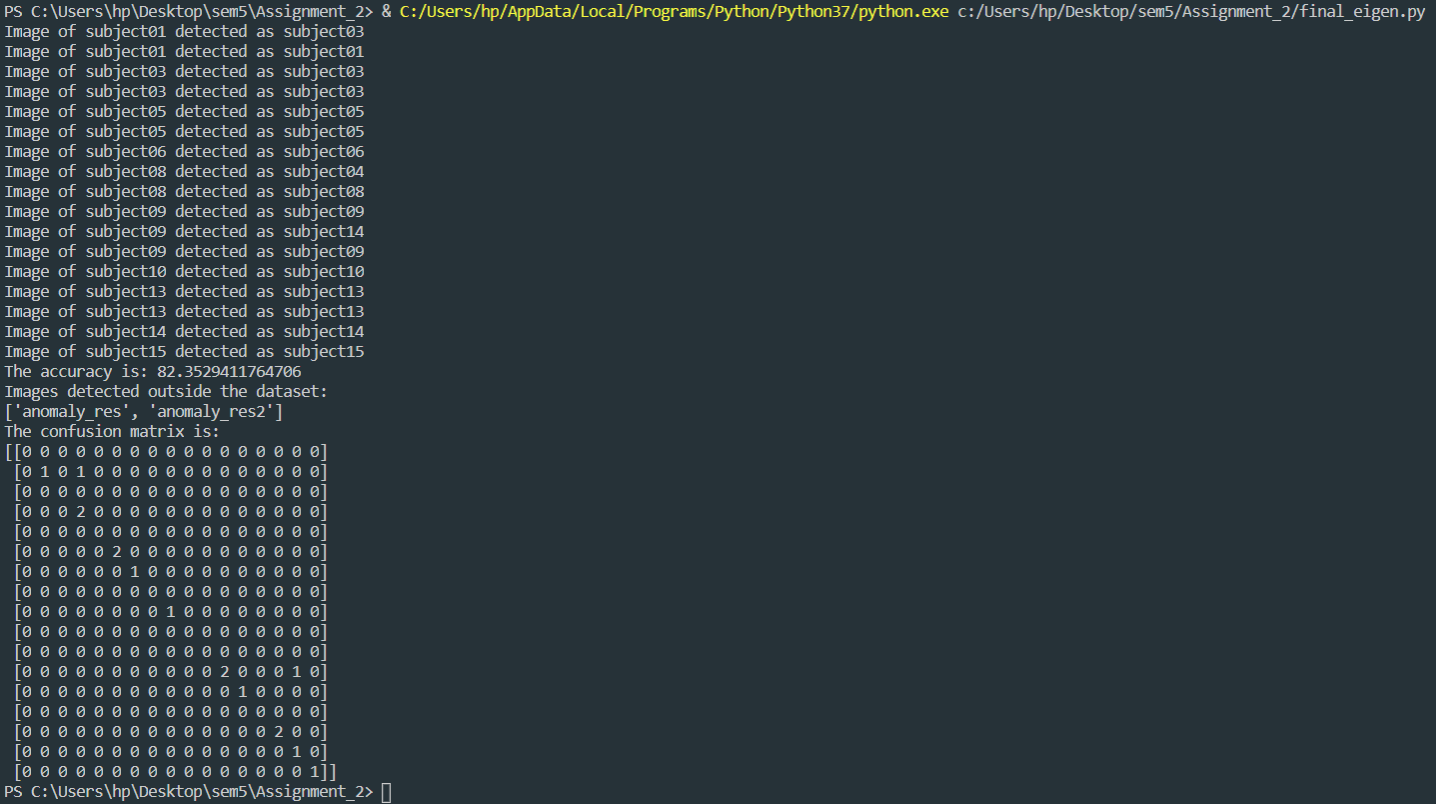 PS C:\Users\hp\Desktop\sem5\Assignment_2> & C:/Users/hp/AppData/Local/Programs/Python/Python37/python.exe c:/Users/hp/Desktop/sem5/Assignment_2/final_eigen.py
Image of subject01 detected as subject03
Image of subject01 detected as subject01
Image of subject03 detected as subject03
Image of subject03 detected as subject03
Image of subject05 detected as subject05
Image of subject05 detected as subject05
Image of subject06 detected as subject06
Image of subject08 detected as subject04
Image of subject08 detected as subject08
Image of subject09 detected as subject09
Image of subject09 detected as subject14
Image of subject09 detected as subject09
Image of subject10 detected as subject10
Image of subject13 detected as subject13
Image of subject13 detected as subject13
Image of subject14 detected as subject14
Image of subject15 detected as subject15
The accuracy is: 82.3529411764706
Images detected outside the dataset:
['anomaly_res', 'anomaly_res2']
The confusion matrix is:
[[0 0 0 0 0 0 0 0 0 0 0 0 0 0 0 0 0]
[0 1 0 1 0 0 0 0 0 0 0 0 0 0 0 0 0]
[0 0 0 0 0 0 0 0 0 0 0 0 0 0 0 0 0]
[0 0 0 2 0 0 0 0 0 0 0 0 0 0 0 0 0]
[0 0 0 0 0 0 0 0 0 0 0 0 0 0 0 0 0]
[0 0 0 0 0 2 0 0 0 0 0 0 0 0 0 0 0]
[0 0 0 0 0 0 1 0 0 0 0 0 0 0 0 0 0]
[0 0 0 0 0 0 0 0 0 0 0 0 0 0 0 0 0]
[0 0 0 0 0 0 0 0 1 0 0 0 0 0 0 0 0]
[0 0 0 0 0 0 0 0 0 0 0 0 0 0 0 0 0]
[0 0 0 0 0 0 0 0 0 0 0 0 0 0 0 0 0]
[0 0 0 0 0 0 0 0 0 0 0 2 0 0 0 1 0]
[0 0 0 0 0 0 0 0 0 0 0 0 1 0 0 0 0]
[0 0 0 0 0 0 0 0 0 0 0 0 0 0 0 0 0]
[0 0 0 0 0 0 0 0 0 0 0 0 0 0 2 0 0]
[0 0 0 0 0 0 0 0 0 0 0 0 0 0 0 1 0]
[0 0 0 0 0 0 0 0 0 0 0 0 0 0 0 0 1]]
PS C:\Users\hp\Desktop\sem5\Assignment_2>